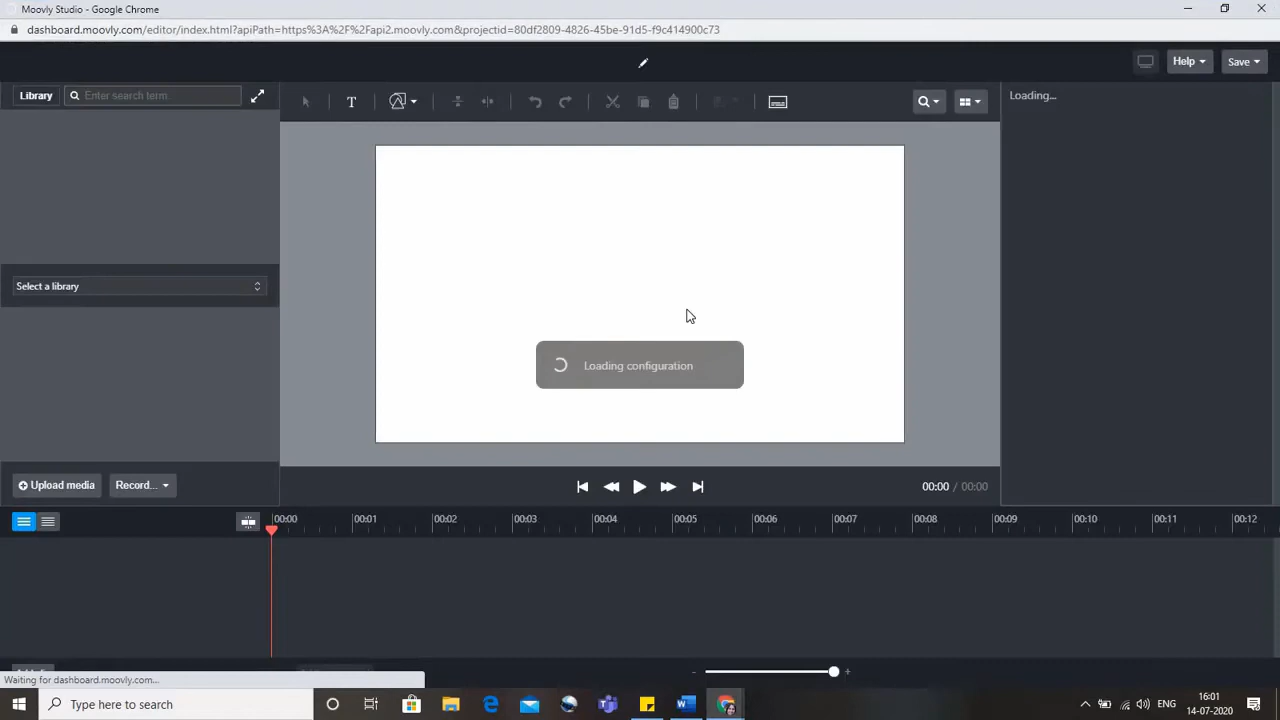 Moovly Studio - Google Chrome
dashboard.moovly.com/editor/index.html?apiPath=https%3A%2F%2Fapi2.moovly.com&projectid=80df2809-4826-45be-91d5-f9c414900c73
Help
Save
Library
Enter search term
T
Loading...
Select a library
Loading configuration
Upload media
Record...
00:00 / 00:00
00:00
00:01
00:02
00:03
00:04
00:05
00:06
00:07
00:08
00:09
00:10
00:11
00:12
- +
Waiting for dashboard.moovly.com...
Type here to search
ENG
16:01
14-07-2020